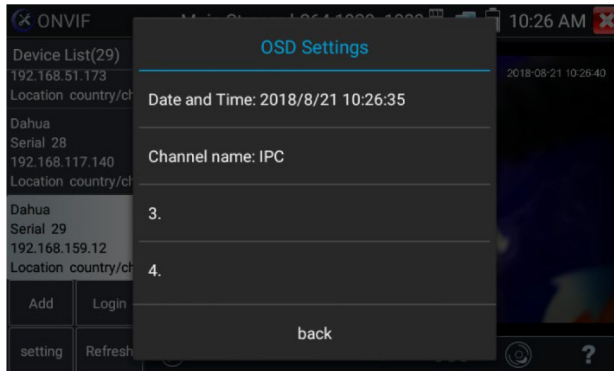 ONVIF
10:26 AM
Device List(29)
192.168.51.173
Location country/ch
Dahua
Serial 28
192.168.117.140
Location country/ch
Dahua
Serial 29
192.168.159.12
Location country/ch
Add
Login
setting
Refresh
OSD Settings
Date and Time: 2018/8/21 10:26:35
Channel name: IPC
3.
4.
back
2018-08-21 10:26:40
?